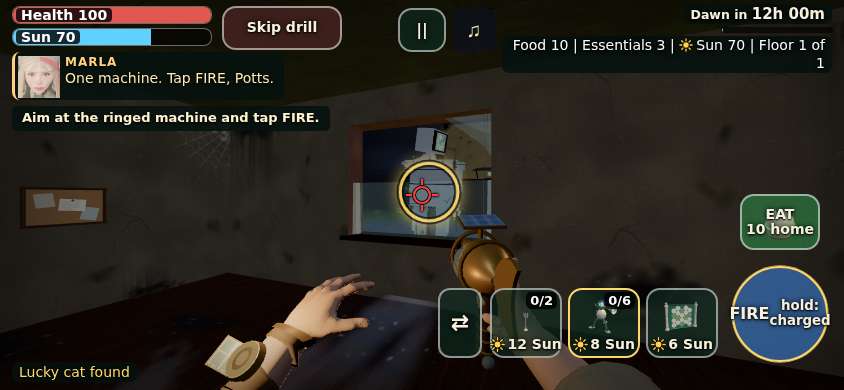 Health 100
Sun 70
Skip drill
Dawn in 12h 00m
Food 10 | Essentials 3 | ☀Sun 70 | Floor 1 of
1
MARLA
One machine. Tap FIRE, Potts.
Aim at the ringed machine and tap FIRE.
EAT
10 home
0/2
0/6
☀12 Sun
☀8 Sun
☀6 Sun
FIRE
hold:
charged
Lucky cat found